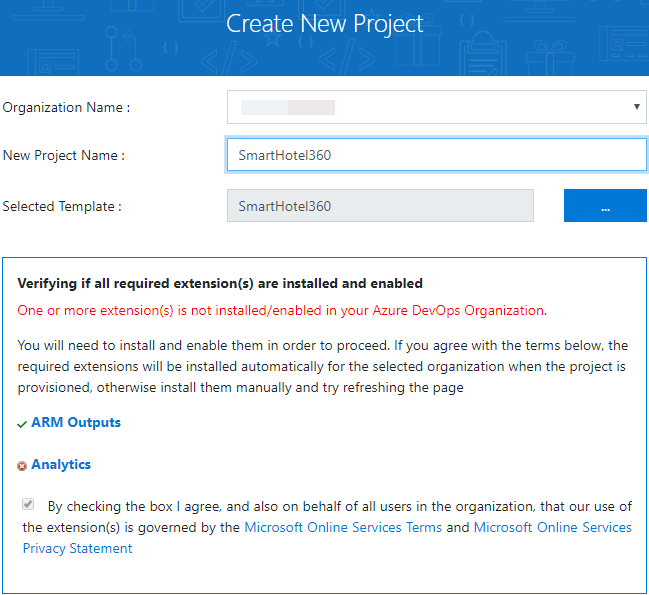 Create New Project
Organization Name :
New Project Name :
SmartHotel360
Selected Template :
SmartHotel360
...
Verifying if all required extension(s) are installed and enabled
One or more extension(s) is not installed/enabled in your Azure DevOps Organization.
You will need to install and enable them in order to proceed. If you agree with the terms below, the
required extensions will be installed automatically for the selected organization when the project is
provisioned, otherwise install them manually and try refreshing the page
ARM Outputs
Analytics
By checking the box I agree, and also on behalf of all users in the organization, that our use of
the extension(s) is governed by the Microsoft Online Services Terms and Microsoft Online Services
Privacy Statement